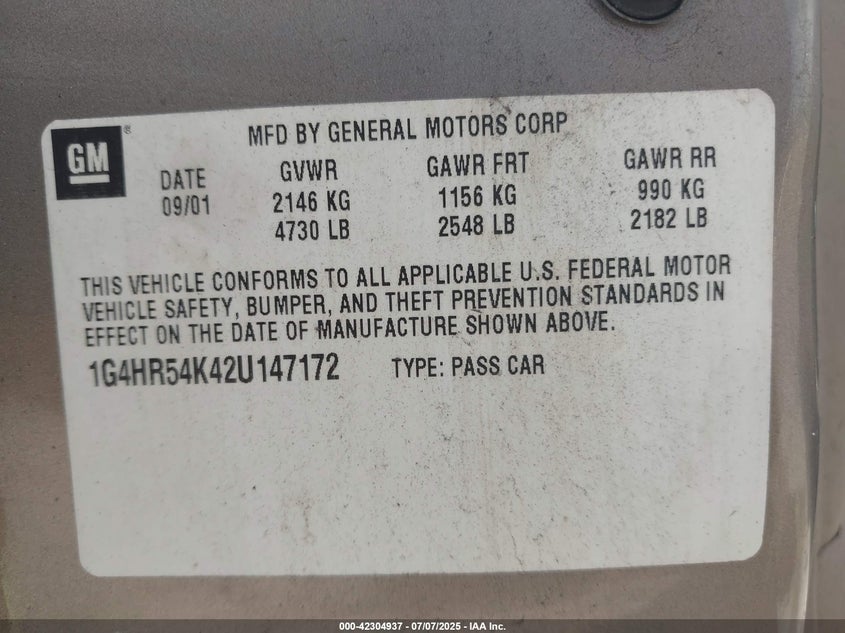 GM®
MFD BY GENERAL MOTORS CORP
DATE GVWR GAWR FRT GAWR RR
09/01 2146 KG 1156 KG 990 KG
4730 LB 2548 LB 2182 LB
THIS VEHICLE CONFORMS TO ALL APPLICABLE U.S. FEDERAL MOTOR
VEHICLE SAFETY, BUMPER, AND THEFT PREVENTION STANDARDS IN
EFFECT ON THE DATE OF MANUFACTURE SHOWN ABOVE.
1G4HR54K42U147172 TYPE: PASS CAR
000-42304937 - 07/07/2025 - IAA Inc.